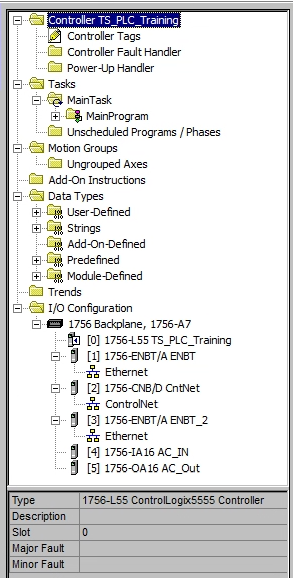 Controller TS_PLC_Training
Controller Tags
Controller Fault Handler
Power-Up Handler
Tasks
MainTask
MainProgram
Unscheduled Programs / Phases
Motion Groups
Ungrouped Axes
Add-On Instructions
Data Types
User-Defined
Strings
Add-On-Defined
Predefined
Module-Defined
Trends
I/O Configuration
1756 Backplane, 1756-A7
[0] 1756-L55 TS_PLC_Training
[1] 1756-ENBT/A ENBT
Ethernet
[2] 1756-CNB/D CntNet
ControlNet
[3] 1756-ENBT/A ENBT_2
Ethernet
[4] 1756-IA16 AC_IN
[5] 1756-OA16 AC_Out
Type 1756-L55 ControlLogix5555 Controller
Description
Slot 0
Major Fault
Minor Fault